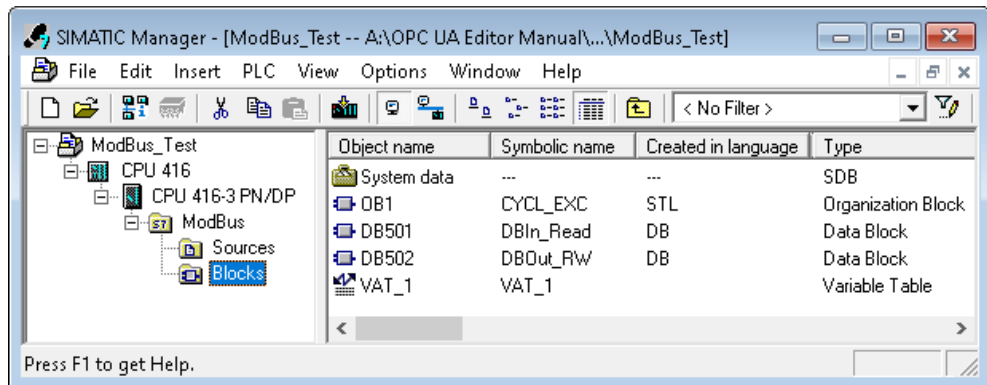 SIMATIC Manager - [ModBus_Test -- A:\OPC UA Editor Manual\...\ModBus_Test]
File Edit Insert PLC View Options Window Help
< No Filter >
ModBus_Test
CPU 416
CPU 416-3 PN/DP
ModBus
Sources
Blocks
Object name Symbolic name Created in language Type
System data --- --- SDB
OB1 CYCL_EXC STL Organization Block
DB501 DBIn_Read DB Data Block
DB502 DBOut_RW DB Data Block
VAT_1 VAT_1 Variable Table
Press F1 to get Help.